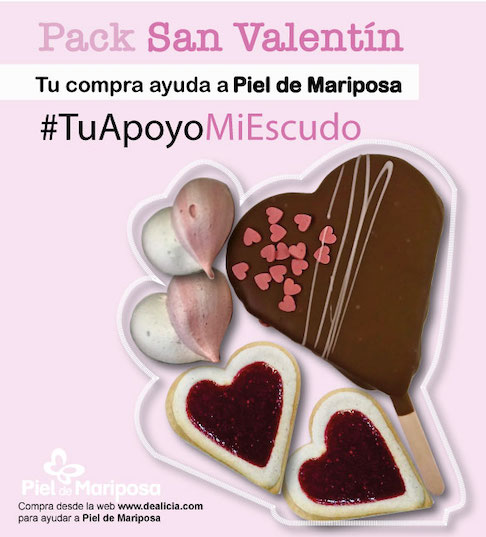 Pack San Valentín
Tu compra ayuda a Piel de Mariposa
#TuApoyoMiEscudo
Piel de Mariposa
Compra desde la web www.dealicia.com
para ayudar a Piel de Mariposa